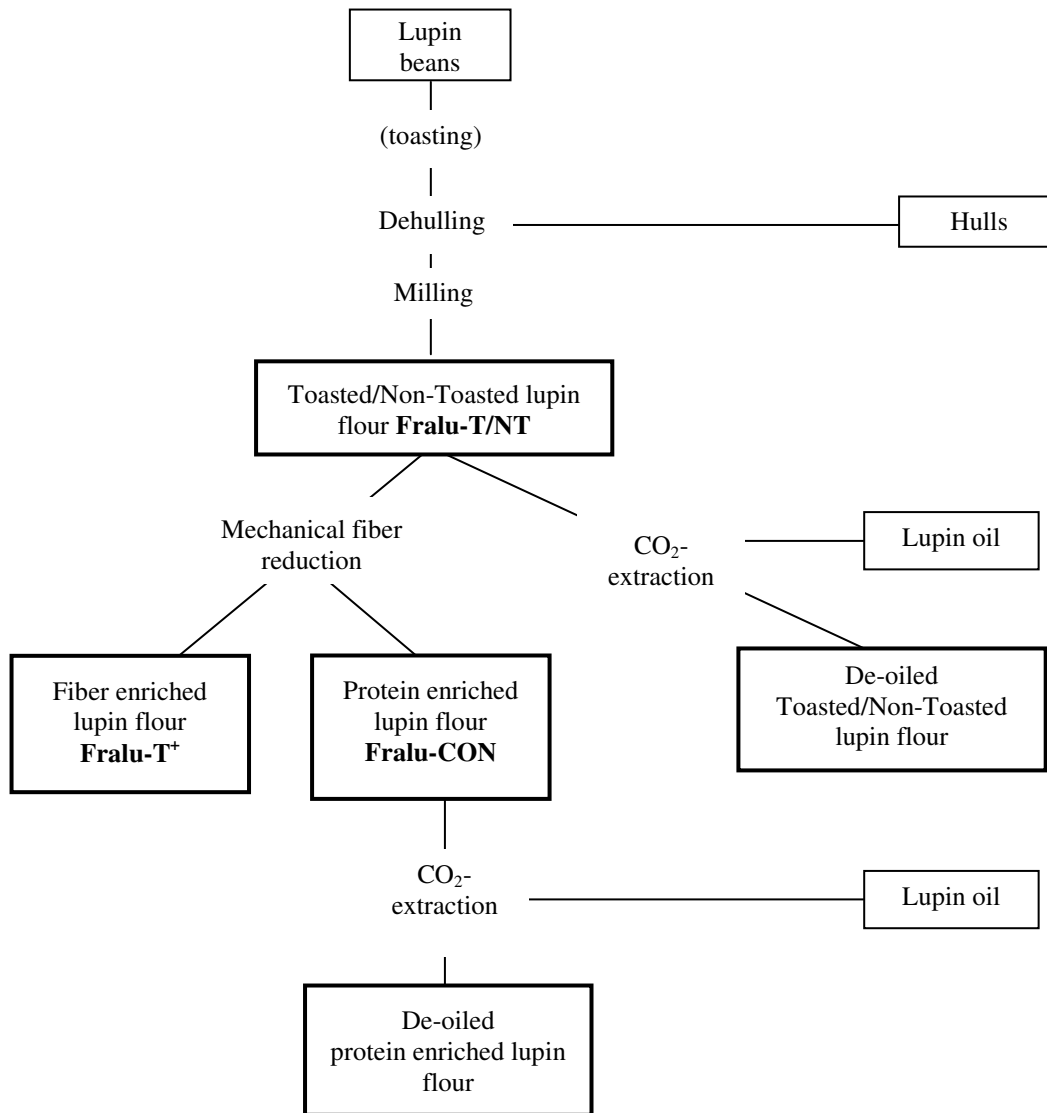 Lupin
beans
(toasting)
Dehulling
Hulls
Milling
Toasted/Non-Toasted lupin
flour Fralu-T/NT
Mechanical fiber
reduction
CO₂-
extraction
Lupin oil
Fiber enriched
lupin flour
Fralu-T⁺
Protein enriched
lupin flour
Fralu-CON
De-oiled
Toasted/Non-Toasted
lupin flour
CO₂-
extraction
Lupin oil
De-oiled
protein enriched lupin
flour